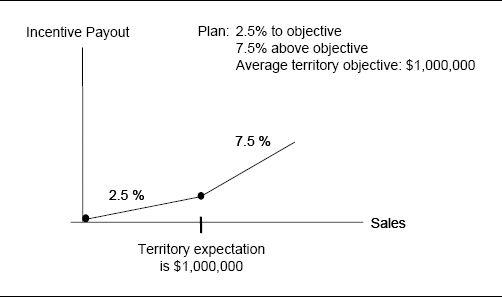 Incentive Payout
Plan: 2.5% to objective
7.5% above objective
Average territory objective: $1,000,000
7.5 %
2.5 %
Sales
Territory expectation
is $1,000,000